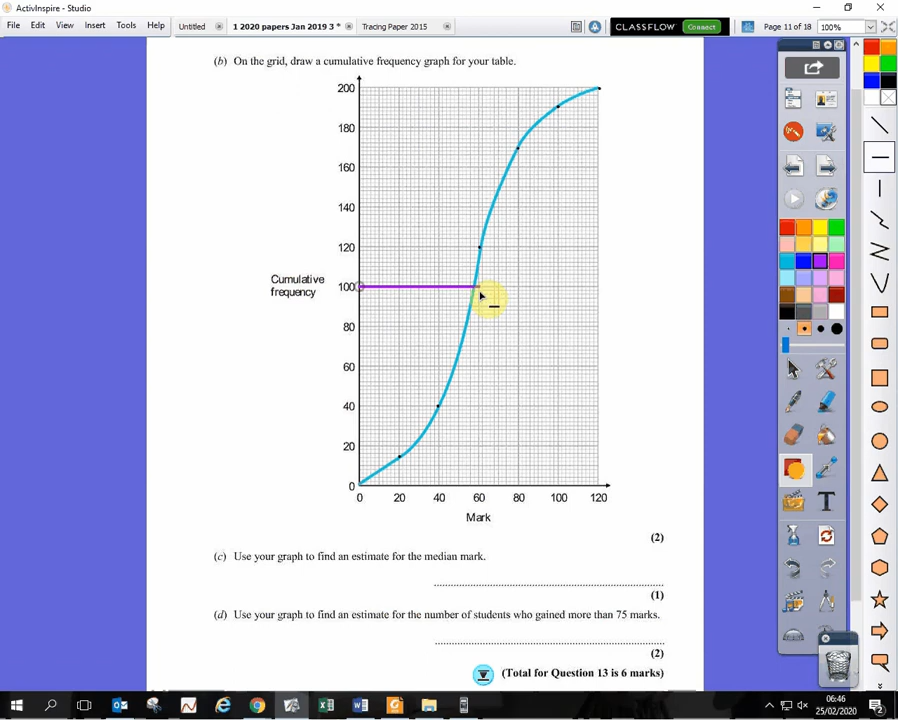 ActivInspire - Studio
File Edit View Insert Tools Help
Untitled
1 2020 papers Jan 2019 3 *
Tracing Paper 2015
CLASSFLOW Connect
Page 11 of 18
100%
(b) On the grid, draw a cumulative frequency graph for your table.
200
180
160
140
120
Cumulative frequency
100
80
60
40
20
0
0 20 40 60 80 100 120
Mark
(2)
(c) Use your graph to find an estimate for the median mark.
(1)
(d) Use your graph to find an estimate for the number of students who gained more than 75 marks.
(2)
(Total for Question 13 is 6 marks)
T
06:46
25/02/2020
2